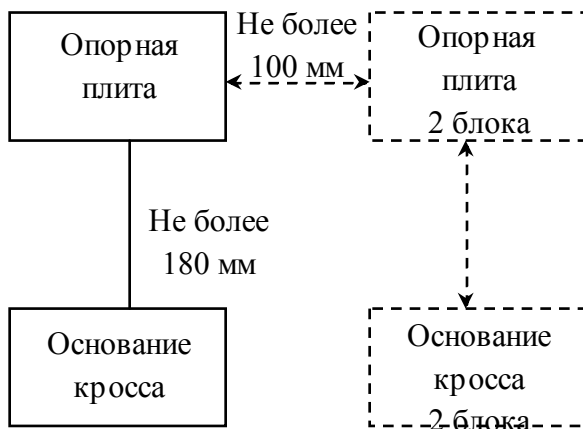 Опорная
плита
Не более
100 мм
Опорная
плита
2 блока
Не более
180 мм
Основание
кросса
Основание
кросса
2 блока